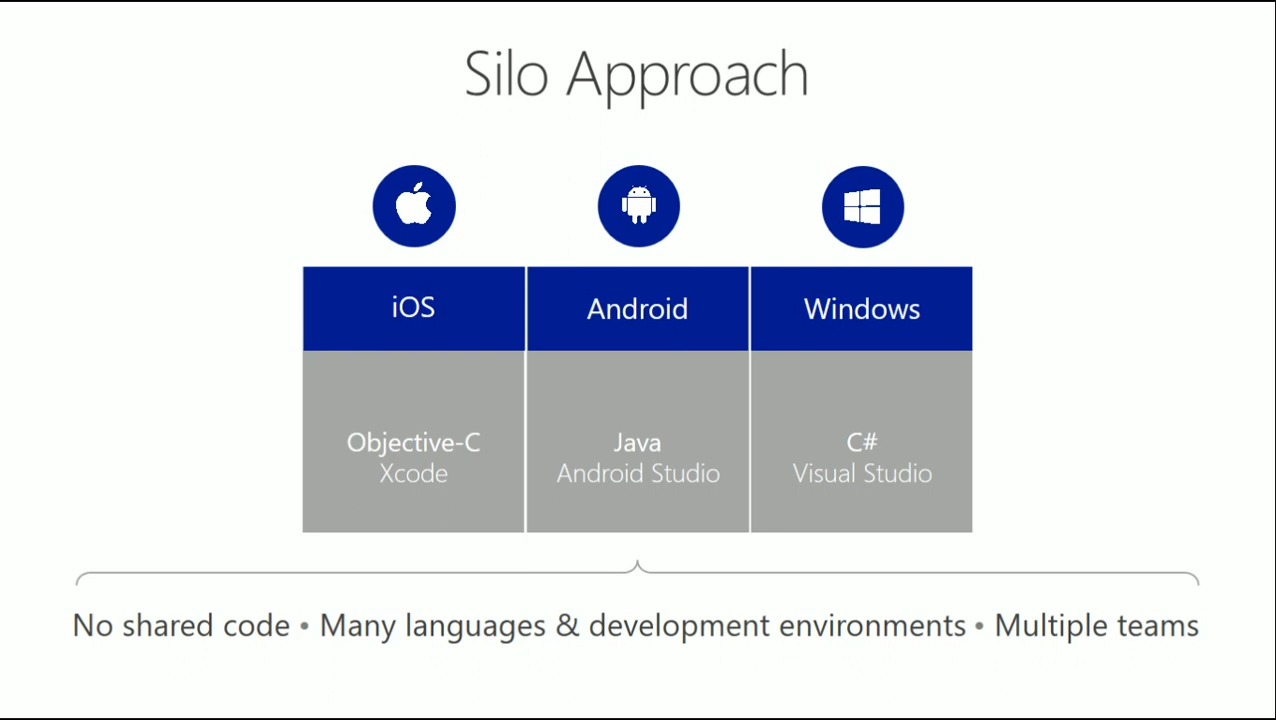 Silo Approach
iOS
Android
Windows
Objective-C
Xcode
Java
Android Studio
C#
Visual Studio
No shared code • Many languages & development environments • Multiple teams